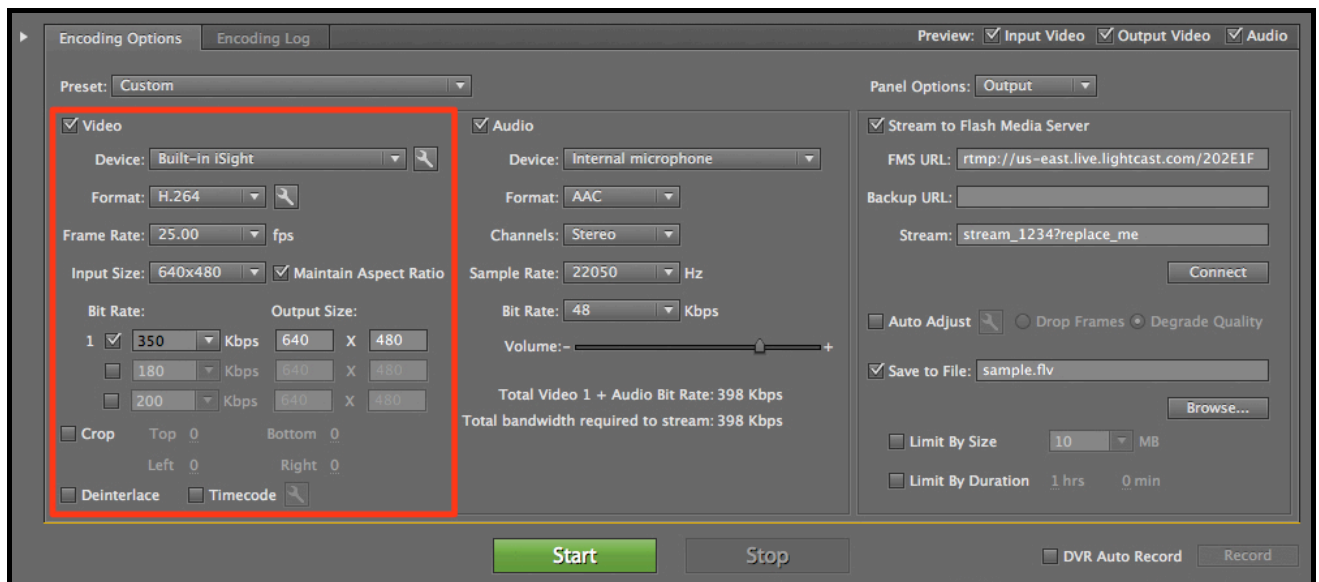 Encoding Options
Encoding Log
Preview: Input Video Output Video Audio
Preset: Custom
Panel Options: Output
Video
Device: Built-in iSight
Format: H.264
Frame Rate: 25.00 fps
Input Size: 640x480 Maintain Aspect Ratio
Bit Rate: Output Size:
1 350 Kbps 640 X 480
180 Kbps 640 X 480
200 Kbps 640 X 480
Crop Top 0 Bottom 0
Left 0 Right 0
Deinterlace Timecode
Audio
Device: Internal microphone
Format: AAC
Channels: Stereo
Sample Rate: 22050 Hz
Bit Rate: 48 Kbps
Volume: - +
Total Video 1 + Audio Bit Rate: 398 Kbps
Total bandwidth required to stream: 398 Kbps
Stream to Flash Media Server
FMS URL: rtmp://us-east.live.lightcast.com/202E1F
Backup URL:
Stream: stream_1234?replace_me
Connect
Auto Adjust Drop Frames Degrade Quality
Save to File: sample.flv
Browse...
Limit By Size 10 MB
Limit By Duration 1 hrs 0 min
Start
Stop
DVR Auto Record Record